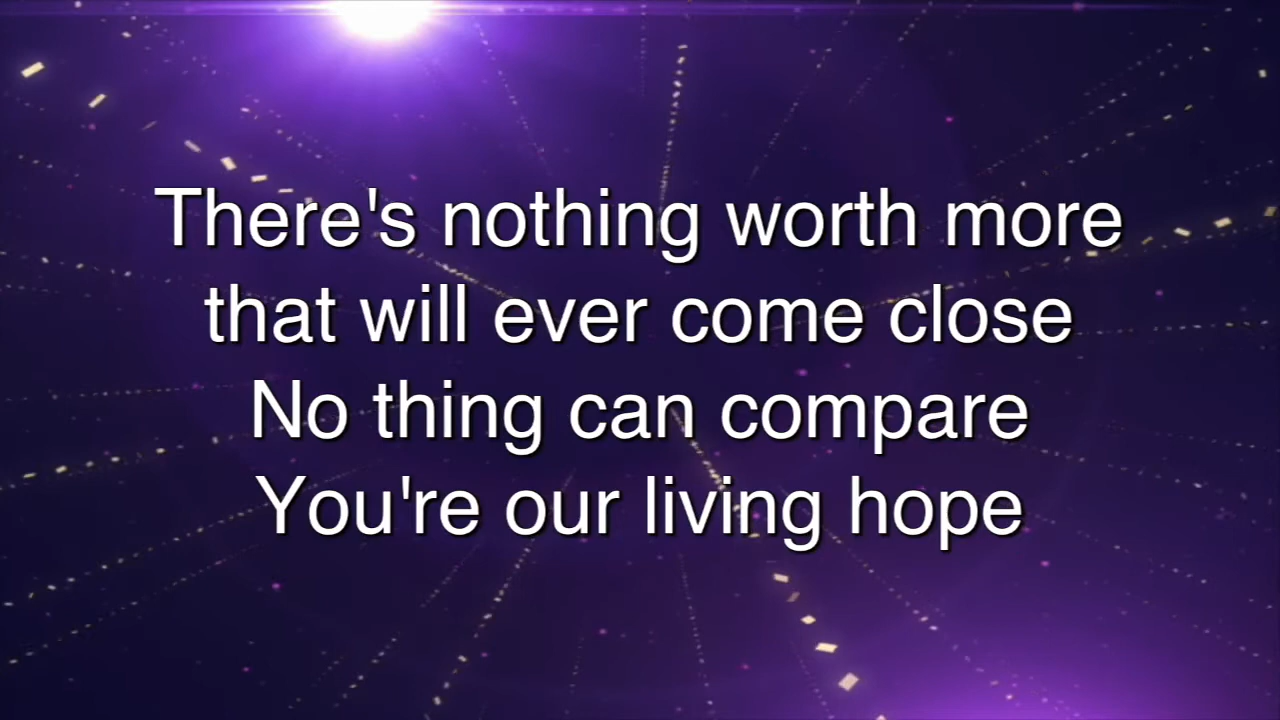 There's nothing worth more
that will ever come close
No thing can compare
You're our living hope